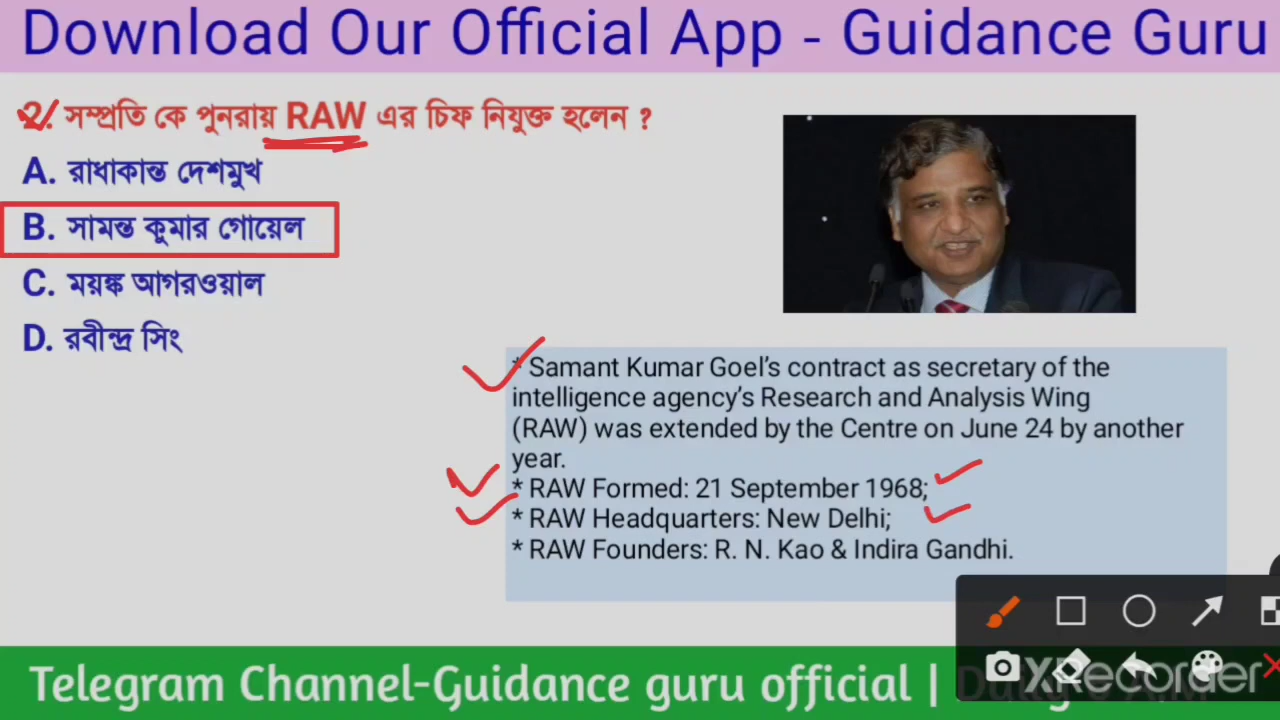 Download Our Official App - Guidance Guru
2. সম্প্রতি কে পুনরায় RAW এর চিফ নিযুক্ত হলেন ?
A. রাধাকান্ত দেশমুখ
B. সামন্ত কুমার গোয়েল
C. ময়ঙ্ক আগরওয়াল
D. রবীন্দ্র সিং
* Samant Kumar Goel's contract as secretary of the
intelligence agency's Research and Analysis Wing
(RAW) was extended by the Centre on June 24 by another
year.
* RAW Formed: 21 September 1968;
* RAW Headquarters: New Delhi;
* RAW Founders: R. N. Kao & Indira Gandhi.
Telegram Channel-Guidance guru official |
XRecorder